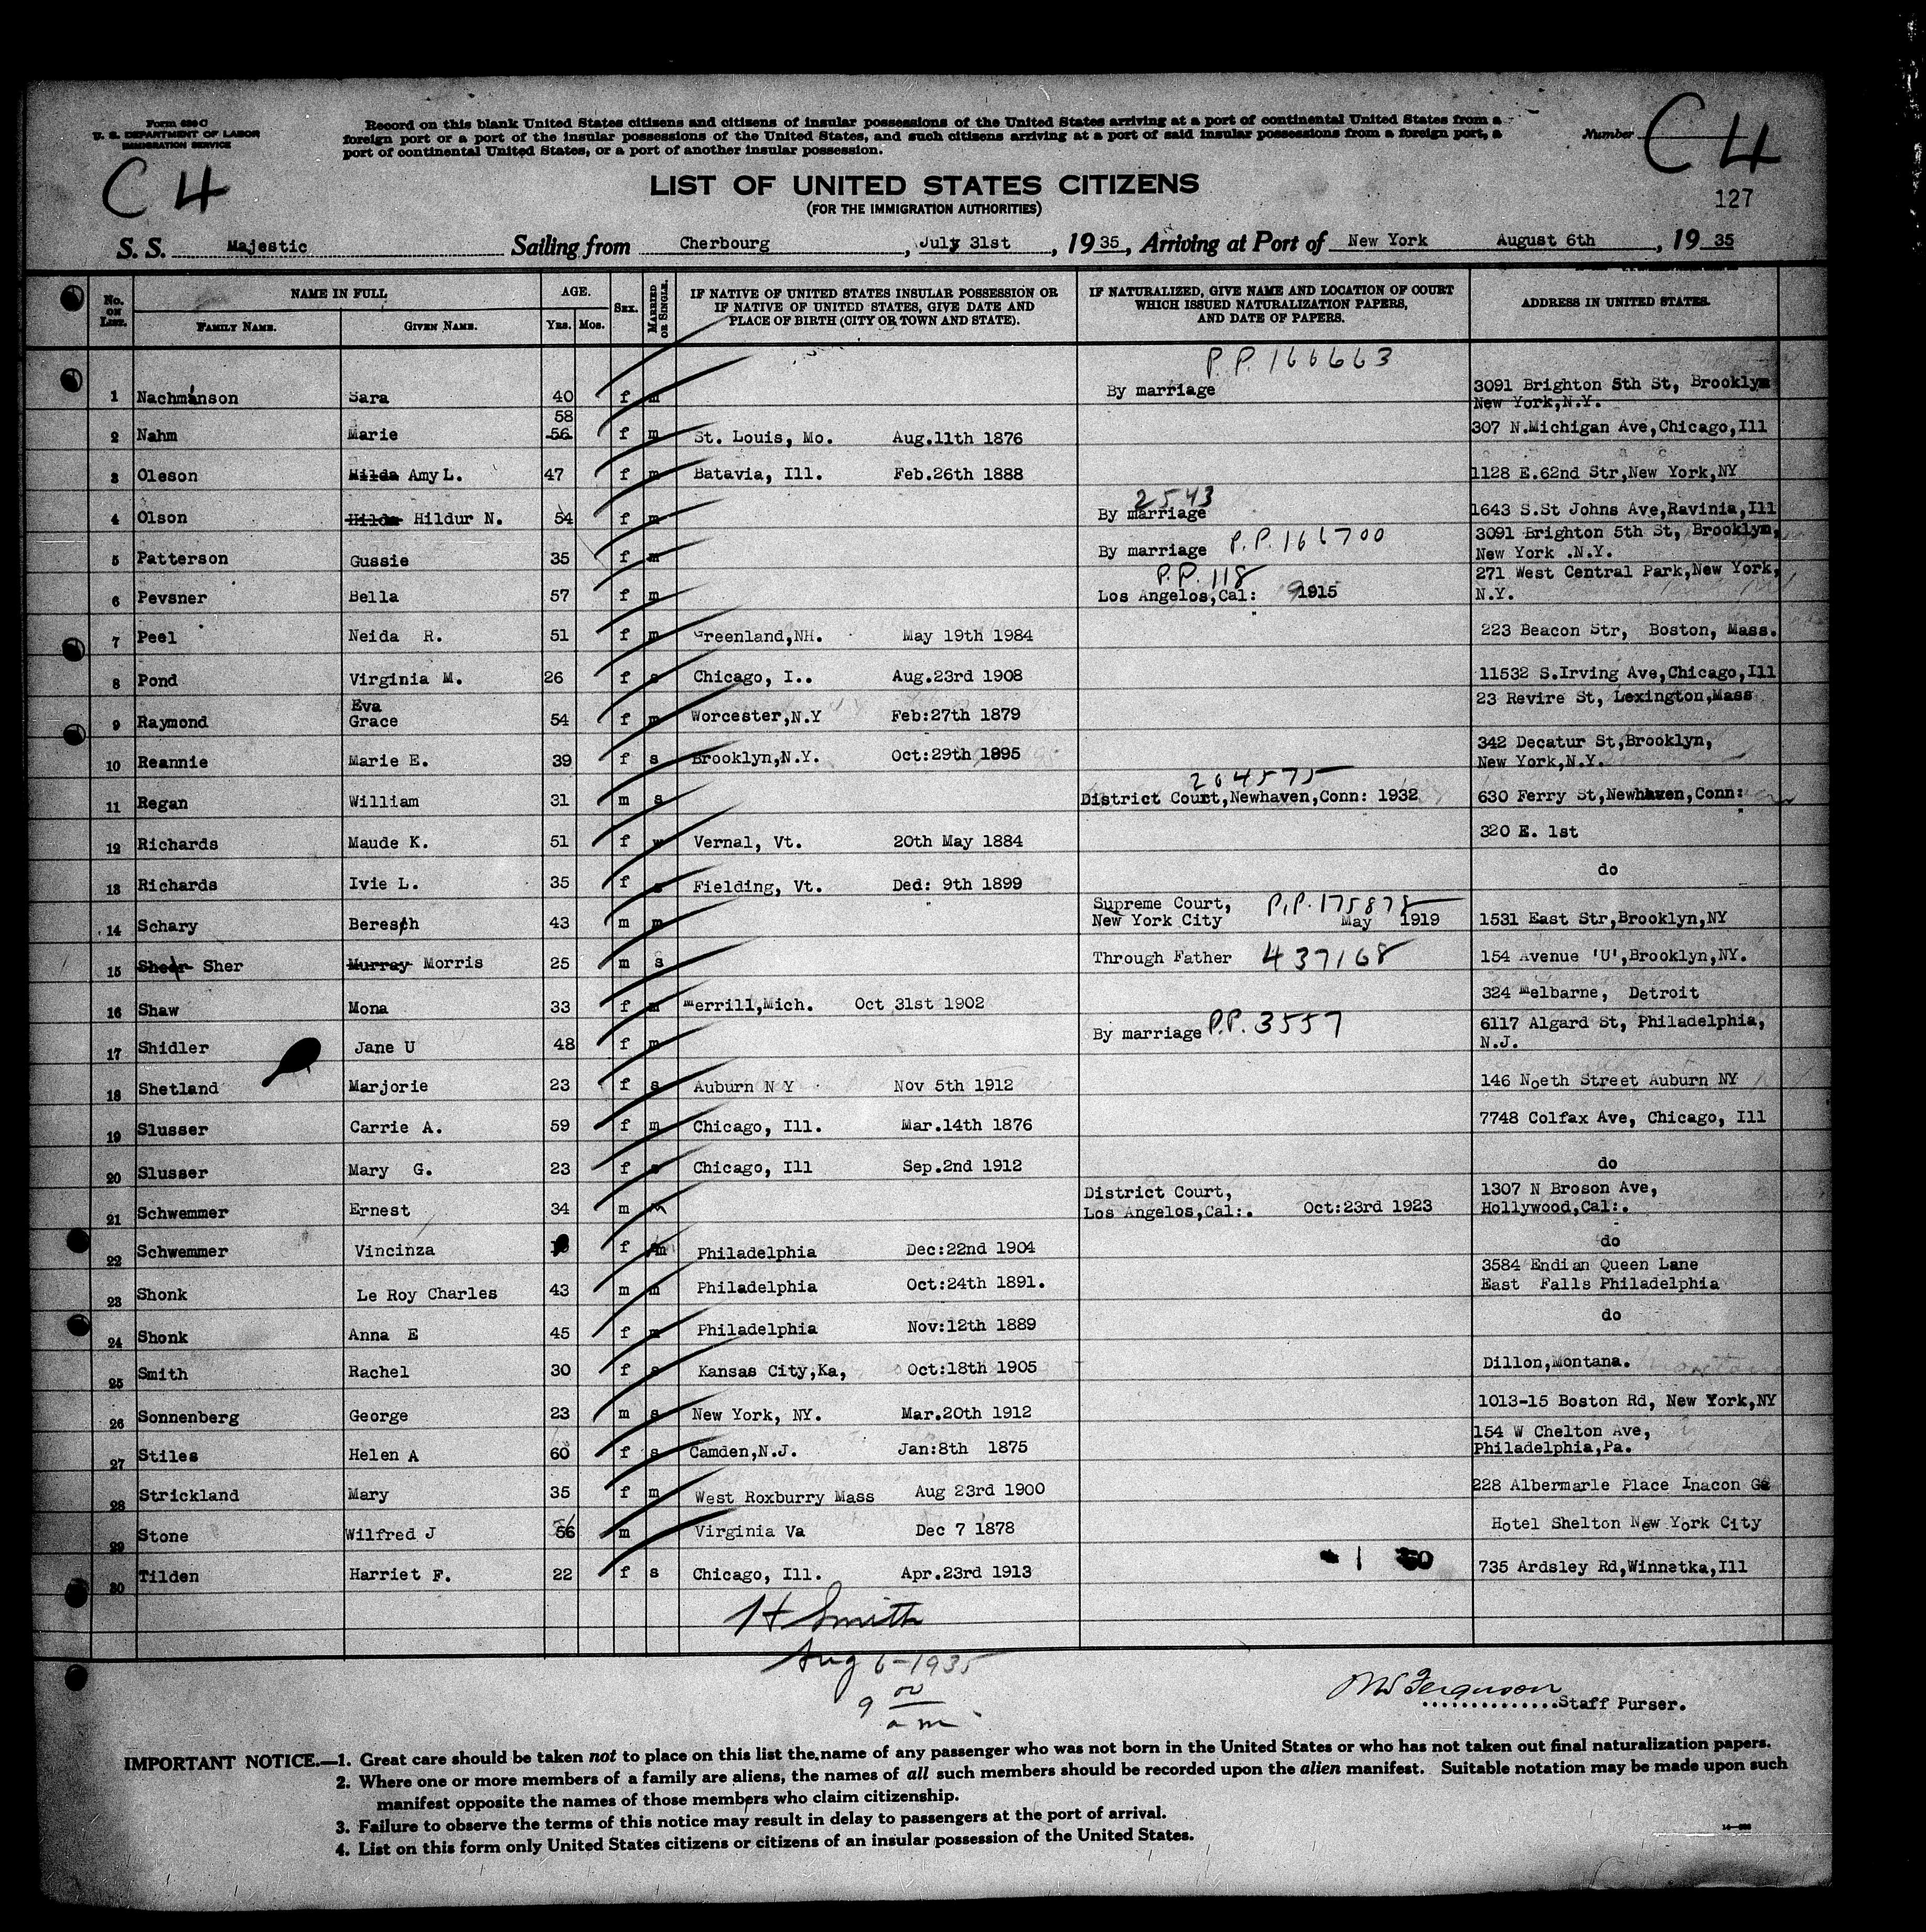 Form 630 C
U. S. DEPARTMENT OF LABOR
IMMIGRATION SERVICE
Record on this blank United States citizens and citizens of insular possessions of the United States arriving at a port of continental United States from a
foreign port or a port of the insular possessions of the United States, and such citizens arriving at a port of said insular possessions from a foreign port, a
port of continental United States, or a port of another insular possession.
Number
C 4
C 4
127
LIST OF UNITED STATES CITIZENS
(FOR THE IMMIGRATION AUTHORITIES)
S. S. Majestic Sailing from Cherbourg, July 31st, 1935, Arriving at Port of New York August 6th, 1935
No. ON LIST. NAME IN FULL FAMILY NAME. GIVEN NAME. AGE. YRS. MOS. SEX. MARRIED OR SINGLE.
IF NATIVE OF UNITED STATES INSULAR POSSESSION OR
IF NATIVE OF UNITED STATES, GIVE DATE AND
PLACE OF BIRTH (CITY OR TOWN AND STATE).
IF NATURALIZED, GIVE NAME AND LOCATION OF COURT
WHICH ISSUED NATURALIZATION PAPERS,
AND DATE OF PAPERS.
ADDRESS IN UNITED STATES.
P.P. 166663
1 Nachmanson Sara 40 f m By marriage 3091 Brighton 5th St, Brooklyn
New York,N.Y.
58
2 Nahm Marie 56 f m St. Louis, Mo. Aug.11th 1876 307 N.Michigan Ave,Chicago,Ill
3 Oleson Hilda Amy L. 47 f m Batavia, Ill. Feb.26th 1888 1128 E.62nd Str,New York,NY
2543
4 Olson Hilda Hildur N. 54 f m By marriage 1643 S.St Johns Ave,Ravinia,Ill
5 Patterson Gussie 35 f m By marriage P.P. 166700 3091 Brighton 5th St, Brooklyn,
New York .N.Y.
P.P. 118
6 Pevsner Bella 57 f m Los Angelos,Cal: 1915 271 West Central Park,New York,
N.Y.
7 Peel Neida R. 51 f m Greenland,NH. May 19th 1984 223 Beacon Str, Boston, Mass.
8 Pond Virginia M. 26 f s Chicago, I.. Aug.23rd 1908 11532 S.Irving Ave,Chicago,Ill
Eva
9 Raymond Grace 54 f m Worcester,N.Y Feb:27th 1879 23 Revire St, Lexington,Mass
10 Reannie Marie E. 39 f s Brooklyn,N.Y. Oct:29th 1895 342 Decatur St,Brooklyn,
New York,N.Y.
204575
11 Regan William 31 m s District Court,Newhaven,Conn: 1932 630 Ferry St,Newhaven,Conn:
12 Richards Maude K. 51 f w Vernal, Vt. 20th May 1884 320 E. 1st
13 Richards Ivie L. 35 f s Fielding, Vt. Ded: 9th 1899 do
Supreme Court, P.P. 175878
14 Schary Beresch 43 m m New York City May 1919 1531 East Str,Brooklyn,NY
15 Sheer Sher Murray Morris 25 m s Through Father 437168 154 Avenue 'U',Brooklyn,NY.
16 Shaw Mona 33 f m Merrill,Mich. Oct 31st 1902 324 Melbarne, Detroit
17 Shidler Jane U 48 f m By marriage P.P. 3557 6117 Algard St, Philadelphia,
N.J.
18 Shetland Marjorie 23 f s Auburn N Y Nov 5th 1912 146 Noeth Street Auburn NY
19 Slusser Carrie A. 59 f m Chicago, Ill. Mar.14th 1876 7748 Colfax Ave, Chicago, Ill
20 Slusser Mary G. 23 f s Chicago, Ill Sep.2nd 1912 do
District Court,
21 Schwemmer Ernest 34 m m Los Angelos,Cal:. Oct:23rd 1923 1307 N Broson Ave,
Hollywood,Cal:.
22 Schwemmer Vincinza f m Philadelphia Dec:22nd 1904 do
23 Shonk Le Roy Charles 43 m m Philadelphia Oct:24th 1891. 3584 Endian Queen Lane
East Falls Philadelphia
24 Shonk Anna E 45 f m Philadelphia Nov:12th 1889 do
25 Smith Rachel 30 f s Kansas City,Ka, Oct:18th 1905 Dillon,Montana.
26 Sonnenberg George 23 m s New York, NY. Mar.20th 1912 1013-15 Boston Rd, New York,NY
27 Stiles Helen A 60 f s Camden,N.J. Jan:8th 1875 154 W Chelton Ave,
Philadelphia,Pa.
28 Strickland Mary 35 f m West Roxburry Mass Aug 23rd 1900 228 Albermarle Place Inacon Ga
29 Stone Wilfred J 56 m Virginia Va Dec 7 1878 Hotel Shelton New York City
30 Tilden Harriet F. 22 f s Chicago, Ill. Apr.23rd 1913 735 Ardsley Rd,Winnetka,Ill
H Smith
Aug 6-1935
9 00
am
Ferguson
..............Staff Purser.
IMPORTANT NOTICE.—1. Great care should be taken not to place on this list the name of any passenger who was not born in the United States or who has not taken out final naturalization papers.
2. Where one or more members of a family are aliens, the names of all such members should be recorded upon the alien manifest. Suitable notation may be made upon such
manifest opposite the names of those members who claim citizenship.
3. Failure to observe the terms of this notice may result in delay to passengers at the port of arrival.
4. List on this form only United States citizens or citizens of an insular possession of the United States.